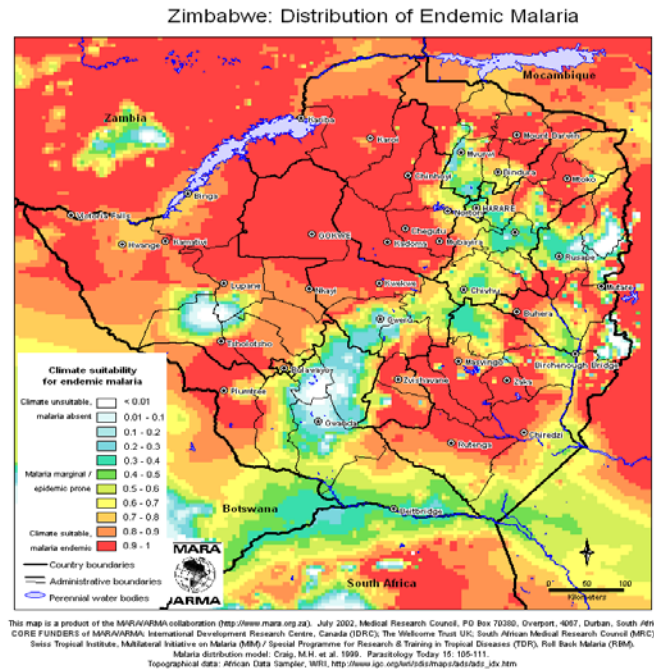 Zimbabwe: Distribution of Endemic Malaria
Mocambique
Zambia
Kariba
Karoi
Mount Darwin
Mvurwi
Chinhoyi
Bindura
Mtoko
Binga
HARARE
Norton
Victoria Falls
Chegutu
Hwange
Kamativi
GOKWE
Kadoma
Mubayira
Rusape
Lupane
Nkayi
Kwekwe
Chivhu
Mutare
Gweru
Buhera
Tsholotsho
Birchenough Bridge
Bulawayo
Masvingo
Plumtree
Zvishavane
Zaka
Gwanda
Chiredzi
Rutenga
Botswana
Beitbridge
South Africa
Climate suitability
for endemic malaria
Climate unsuitable, < 0.01
malaria absent 0.01 - 0.1
0.1 - 0.2
0.2 - 0.3
0.3 - 0.4
Malaria marginal / 0.4 - 0.5
epidemic prone 0.5 - 0.6
0.6 - 0.7
0.7 - 0.8
Climate suitable, 0.8 - 0.9
malaria endemic 0.9 - 1
Country boundaries
Administrative boundaries
Perennial water bodies
MARA
ARMA
0 50 100
Kilometers
This map is a product of the MARA/ARMA collaboration (http://www.mara.org.za). July 2002, Medical Research Council, PO Box 70380, Overport, 4067, Durban, South Afri
CORE FUNDERS of MARA/ARMA: International Development Research Centre, Canada (IDRC); The Wellcome Trust UK; South African Medical Research Council (MRC)
Swiss Tropical Institute, Multilateral Initiative on Malaria (MIM) / Special Programme for Research & Training in Tropical Diseases (TDR), Roll Back Malaria (RBM).
Malaria distribution model: Craig, M.H. et al. 1999. Parasitology Today 15: 105-111.
Topographical data: African Data Sampler, WRI, http://www.igc.org/wri/sdis/maps/ads/ads_idx.htm